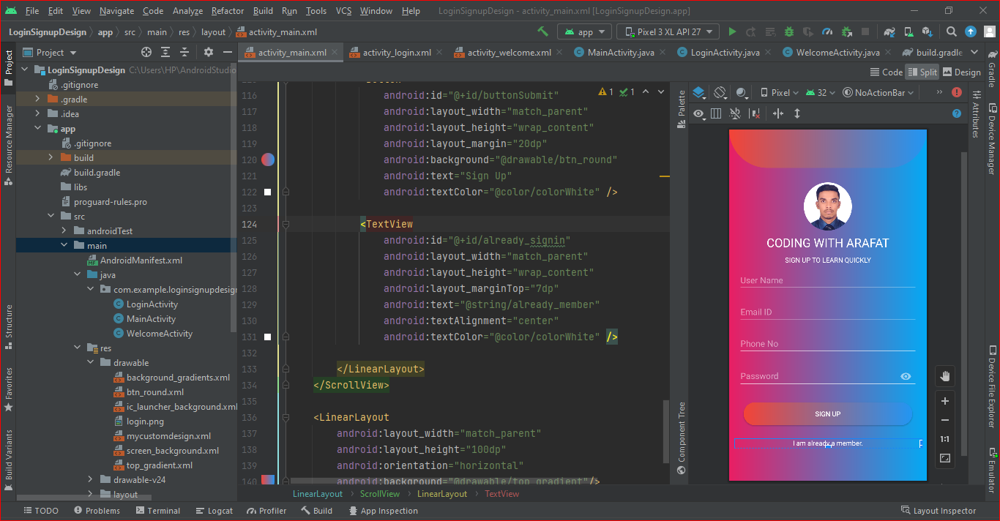 File Edit View Navigate Code Analyze Refactor Build Run Tools VCS Window Help LoginSignupDesign - activity_main.xml [LoginSignupDesign.app]
LoginSignupDesign app src main res layout activity_main.xml app Pixel 3 XL API 27
Project
activity_main.xml activity_login.xml activity_welcome.xml MainActivity.java LoginActivity.java WelcomeActivity.java build.gradle
Code Split Design
Pixel 32 NoActionBar
Project
Resource Manager
Structure
Favorites
Build Variants
LoginSignupDesign C:\Users\HP\AndroidStudio
.gitignore
.gradle
.idea
app
.gitignore
build
build.gradle
libs
proguard-rules.pro
src
androidTest
main
AndroidManifest.xml
java
com.example.loginsignupdesign
LoginActivity
MainActivity
WelcomeActivity
res
drawable
background_gradients.xml
btn_round.xml
ic_launcher_background.xml
login.png
mycustomdesign.xml
screen_background.xml
top_gradient.xml
drawable-v24
layout
1 1
116 android:id="@+id/buttonSubmit"
117 android:layout_width="match_parent"
118 android:layout_height="wrap_content"
119 android:layout_margin="20dp"
120 android:background="@drawable/btn_round"
121 android:text="Sign Up"
122 android:textColor="@color/colorWhite" />
123
124 <TextView
125 android:id="@+id/already_signin"
126 android:layout_width="match_parent"
127 android:layout_height="wrap_content"
128 android:layout_marginTop="7dp"
129 android:text="@string/already_member"
130 android:textAlignment="center"
131 android:textColor="@color/colorWhite" />
132
133 </LinearLayout>
134 </ScrollView>
135
136 <LinearLayout
137 android:layout_width="match_parent"
138 android:layout_height="100dp"
139 android:orientation="horizontal"
140 android:background="@drawable/top_gradient"/>
LinearLayout ScrollView LinearLayout TextView
Palette
Component Tree
CODING WITH ARAFAT
SIGN UP TO LEARN QUICKLY
User Name
Email ID
Phone No
Password
SIGN UP
I am already a member.
1:1
Attributes
Gradle
Device Manager
Device File Explorer
Emulator
TODO Problems Terminal Logcat Profiler Build App Inspection Layout Inspector